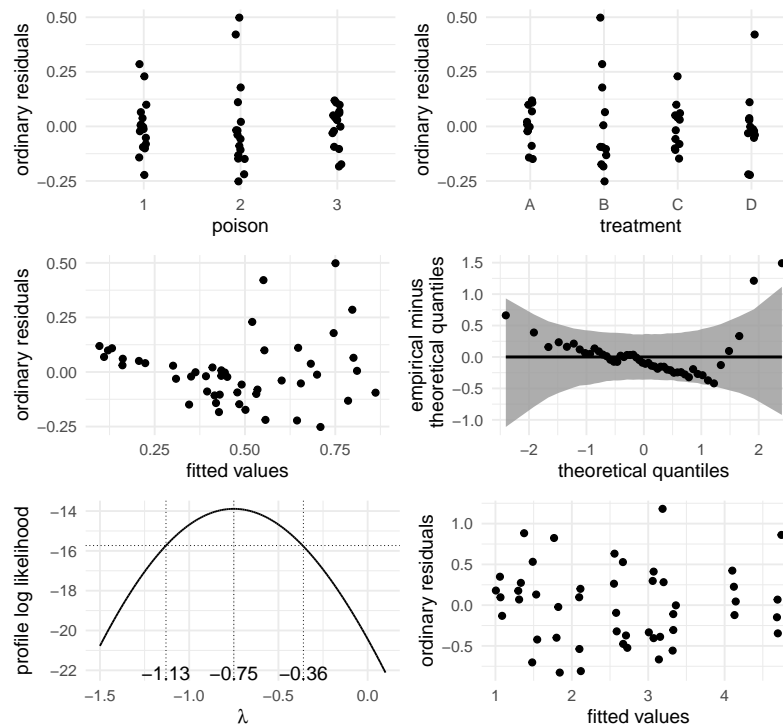 0.50
0.25
0.00
−0.25
ordinary residuals
1 2 3
poison
0.50
0.25
0.00
−0.25
ordinary residuals
A B C D
treatment
0.50
0.25
0.00
−0.25
ordinary residuals
0.25 0.50 0.75
fitted values
1.5
1.0
0.5
0.0
−0.5
−1.0
empirical minus
theoretical quantiles
−2 −1 0 1 2
theoretical quantiles
−14
−16
−18
−20
−22
profile log likelihood
−1.13 −0.75 −0.36
−1.5 −1.0 −0.5 0.0
λ
1.0
0.5
0.0
−0.5
ordinary residuals
1 2 3 4
fitted values